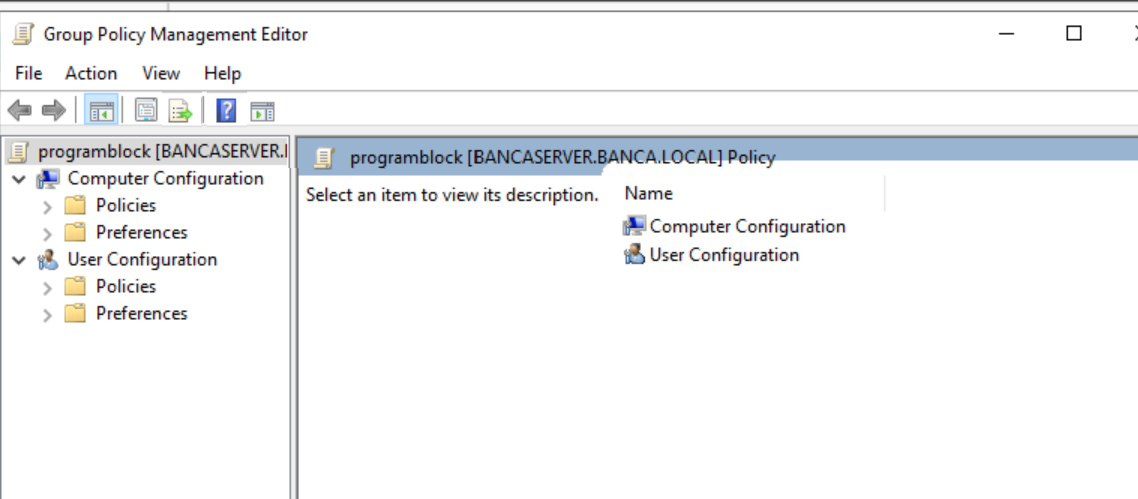 Group Policy Management Editor
File Action View Help
programblock [BANCASERVER.
Computer Configuration
Policies
Preferences
User Configuration
Policies
Preferences
programblock [BANCASERVER.BANCA.LOCAL] Policy
Select an item to view its description.
Name
Computer Configuration
User Configuration